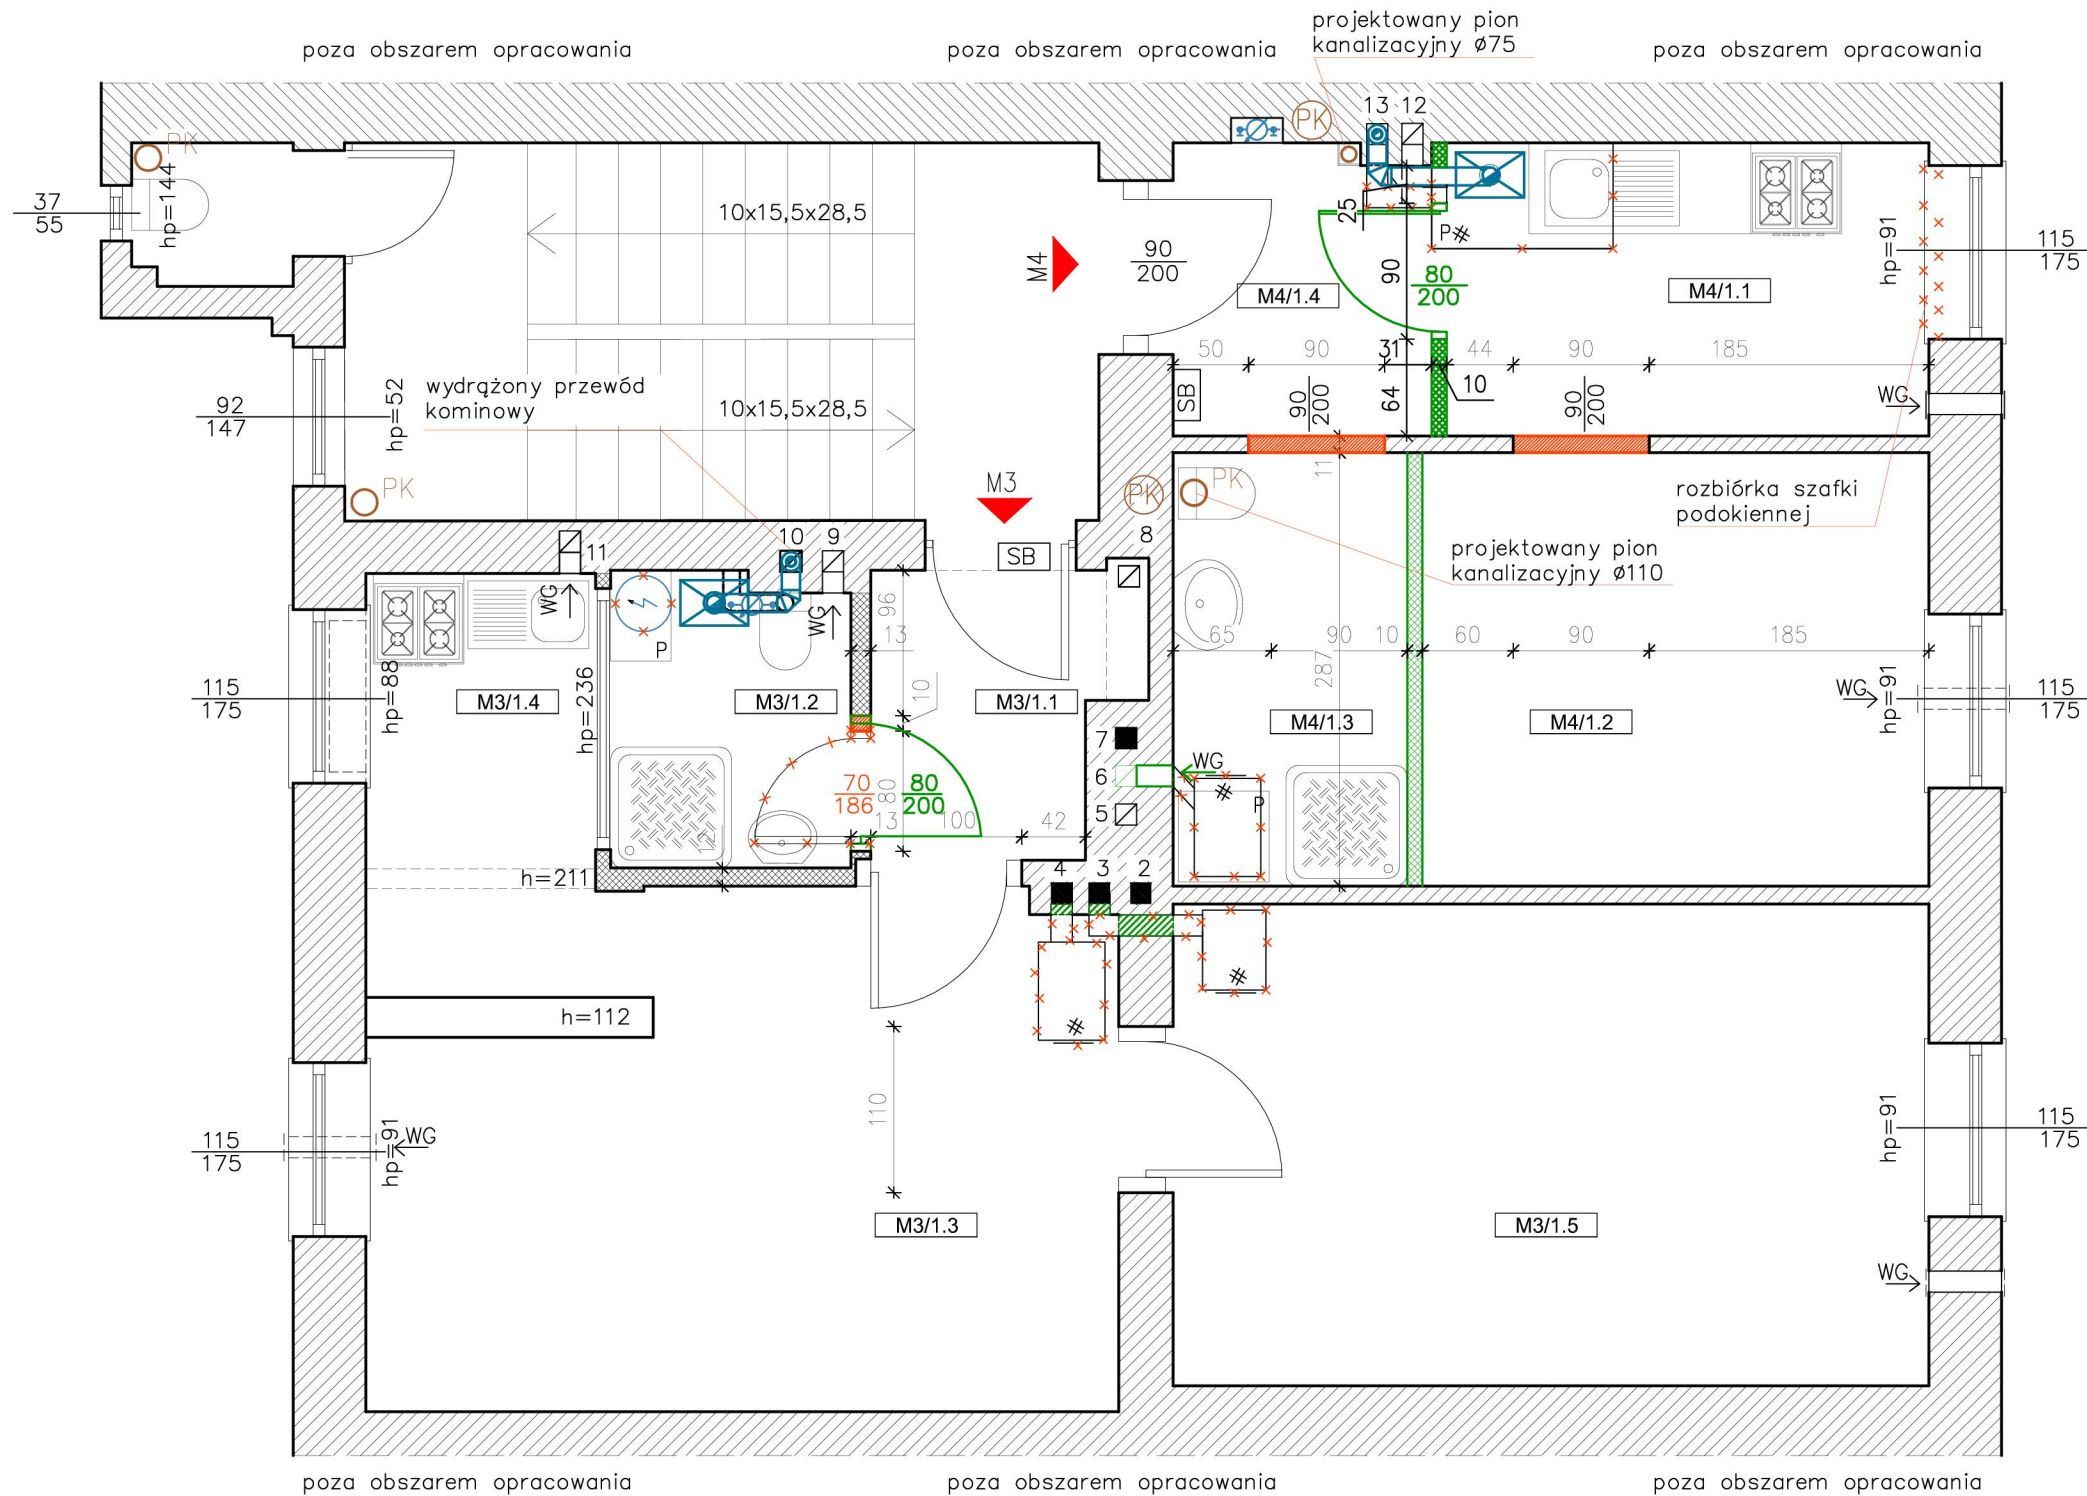 projektowany pion
kanalizacyjny ø75
poza obszarem opracowania
poza obszarem opracowania
poza obszarem opracowania
PK
PK
13
12
hp=144
37
55
10x15,5x28,5
25
P#
M4
90
200
90
80
200
M4/1.4
M4/1.1
hp=91
115
175
50
90
31
44
90
185
10
64
SB
90
200
90
200
WG
92
147
hp=52
wydrążony przewód
kominowy
10x15,5x28,5
PK
M3
PK
PK
11
rozbiórka szafki
podokiennej
projektowany pion
kanalizacyjny ø110
11
10
9
SB
8
WG
WG
96
13
P
65
90
10
60
90
185
287
115
175
hp=88
M3/1.4
hp=236
M3/1.2
10
M3/1.1
M4/1.3
M4/1.2
WG
hp=91
115
175
7
6
WG
5
#
P
70
186
80
80
200
13
100
42
12
h=211
4
3
2
#
#
h=112
110
115
175
hp=91
WG
hp=91
115
175
M3/1.3
M3/1.5
WG
poza obszarem opracowania
poza obszarem opracowania
poza obszarem opracowania